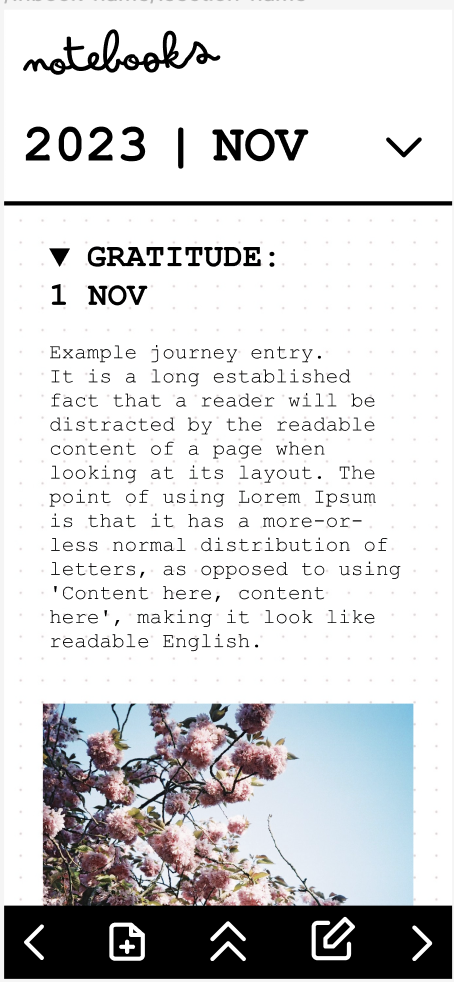 notebooks
2023 | NOV
▼ GRATITUDE:
1 NOV
Example journey entry.
It is a long established
fact that a reader will be
distracted by the readable
content of a page when
looking at its layout. The
point of using Lorem Ipsum
is that it has a more-or-
less normal distribution of
letters, as opposed to using
'Content here, content
here', making it look like
readable English.